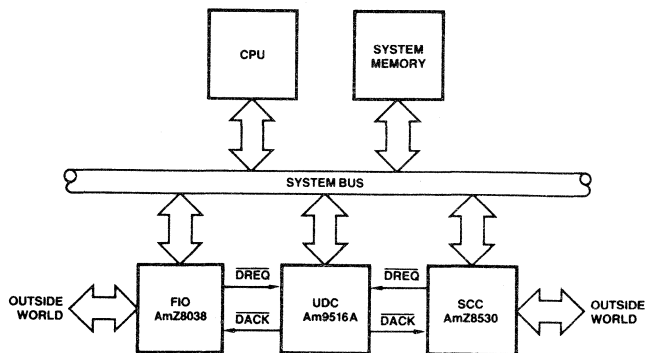 CPU
SYSTEM
MEMORY
SYSTEM BUS
OUTSIDE
WORLD
FIO
AmZ8038
DREQ
DACK
UDC
Am9516A
DREQ
DACK
SCC
AmZ8530
OUTSIDE
WORLD